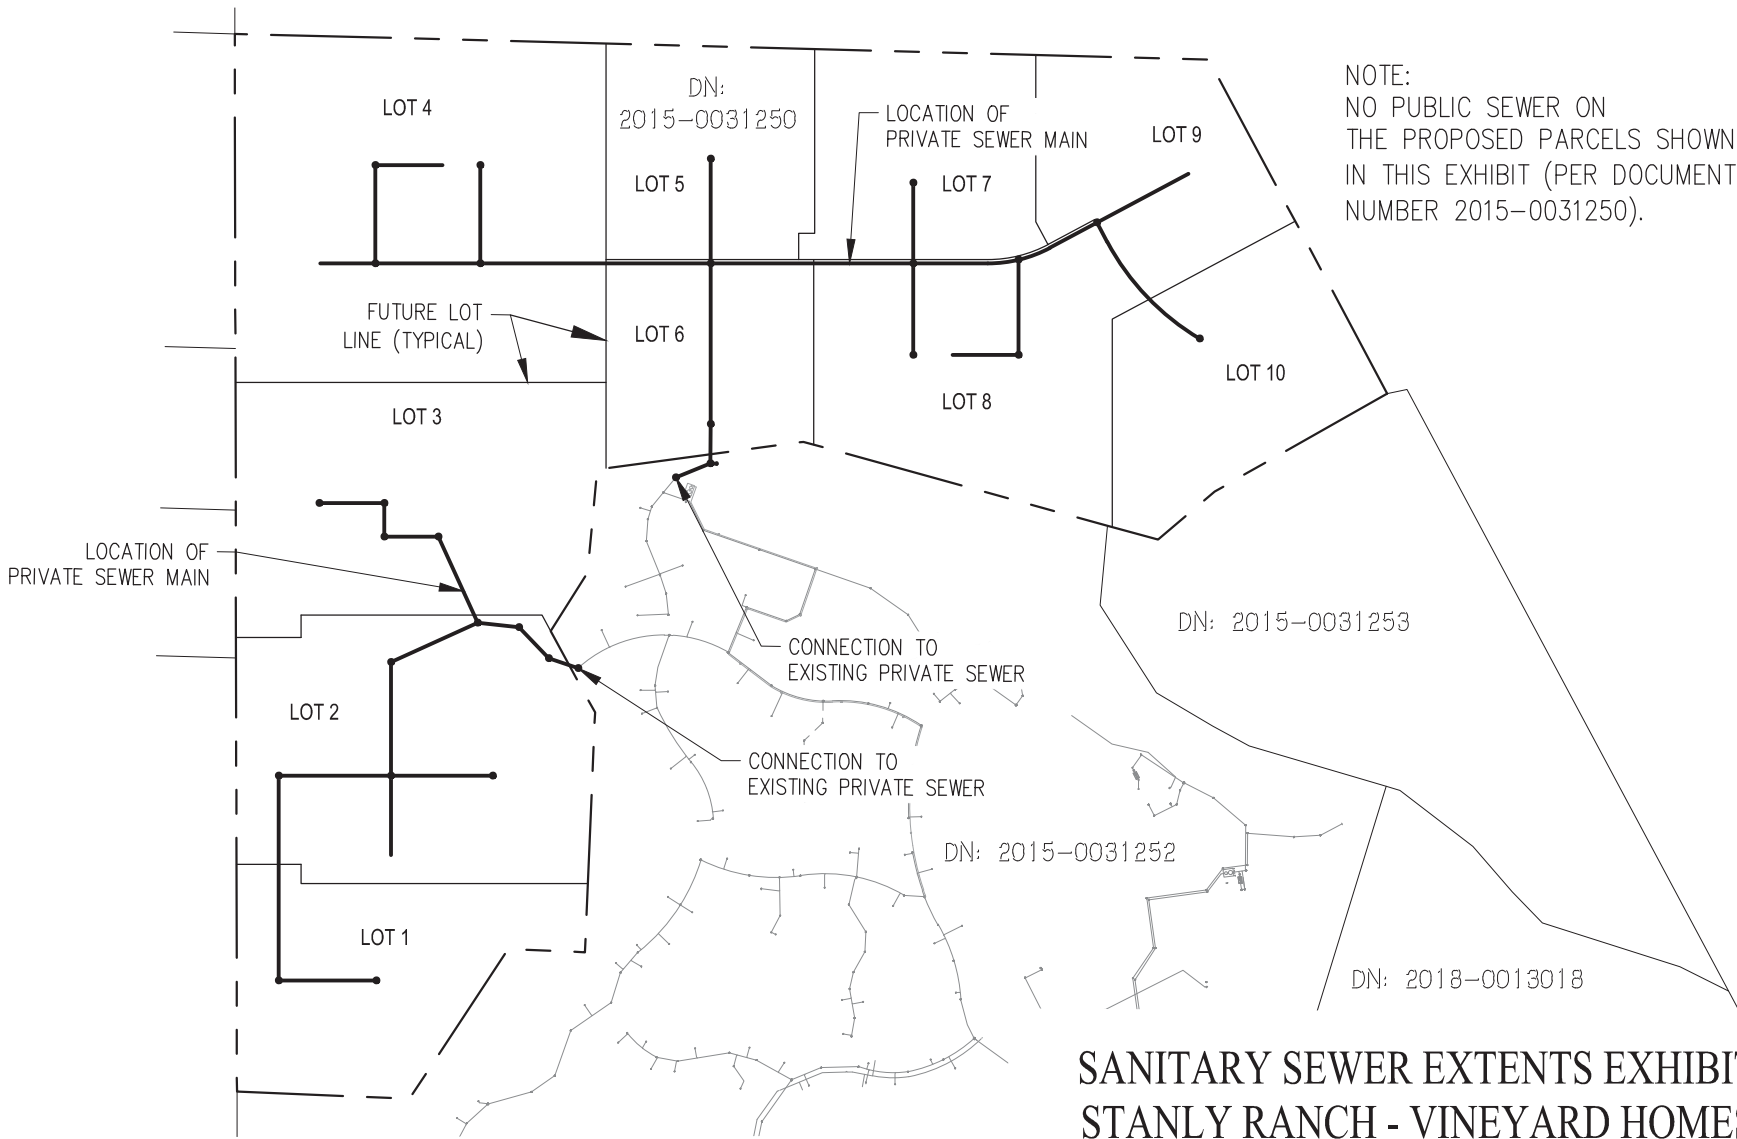 DN:
2015-0031250
LOT 4
LOCATION OF
PRIVATE SEWER MAIN
LOT 9
NOTE:
NO PUBLIC SEWER ON
THE PROPOSED PARCELS SHOWN
IN THIS EXHIBIT (PER DOCUMENT
NUMBER 2015-0031250).
LOT 5
LOT 7
FUTURE LOT
LINE (TYPICAL)
LOT 6
LOT 10
LOT 3
LOT 8
LOCATION OF
PRIVATE SEWER MAIN
DN: 2015-0031253
CONNECTION TO
EXISTING PRIVATE SEWER
LOT 2
CONNECTION TO
EXISTING PRIVATE SEWER
DN: 2015-0031252
LOT 1
DN: 2018-0013018
SANITARY SEWER EXTENTS EXHIBIT
STANLY RANCH - VINEYARD HOMES